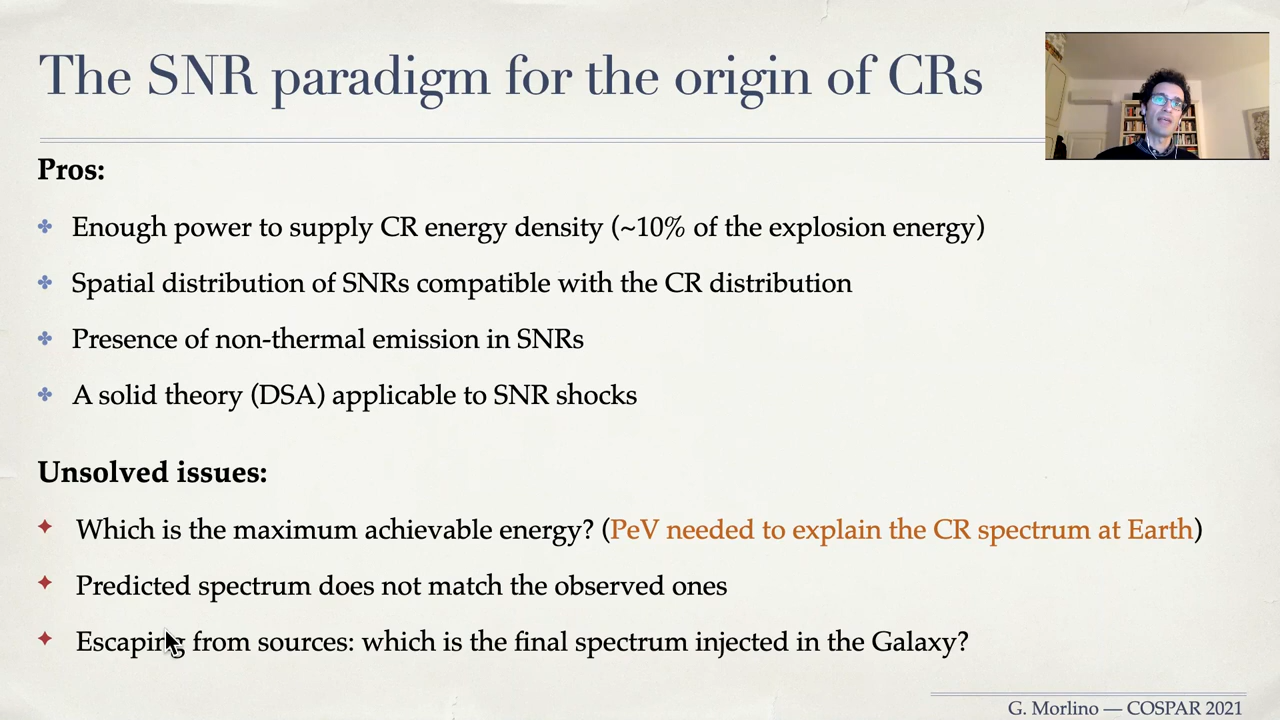 The SNR paradigm for the origin of CRs
Pros:
Enough power to supply CR energy density (~10% of the explosion energy)
Spatial distribution of SNRs compatible with the CR distribution
Presence of non-thermal emission in SNRs
A solid theory (DSA) applicable to SNR shocks
Unsolved issues:
Which is the maximum achievable energy? (PeV needed to explain the CR spectrum at Earth)
Predicted spectrum does not match the observed ones
Escaping from sources: which is the final spectrum injected in the Galaxy?
G. Morlino — COSPAR 2021